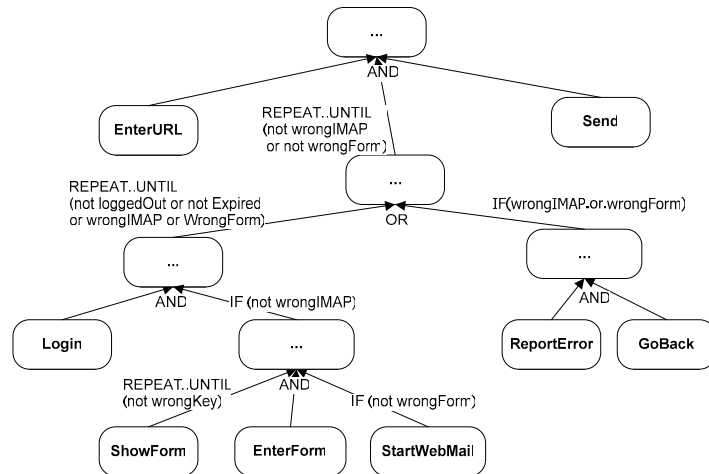 ...
AND
EnterURL
REPEAT..UNTIL
(not wrongIMAP
or not wrongForm)
Send
...
REPEAT..UNTIL
(not loggedOut or not Expired
or wrongIMAP or WrongForm)
OR
IF(wrongIMAP.or.wrongForm)
...
...
AND
IF (not wrongIMAP)
AND
Login
...
ReportError
GoBack
REPEAT..UNTIL
(not wrongKey)
AND
IF (not wrongForm)
ShowForm
EnterForm
StartWebMail